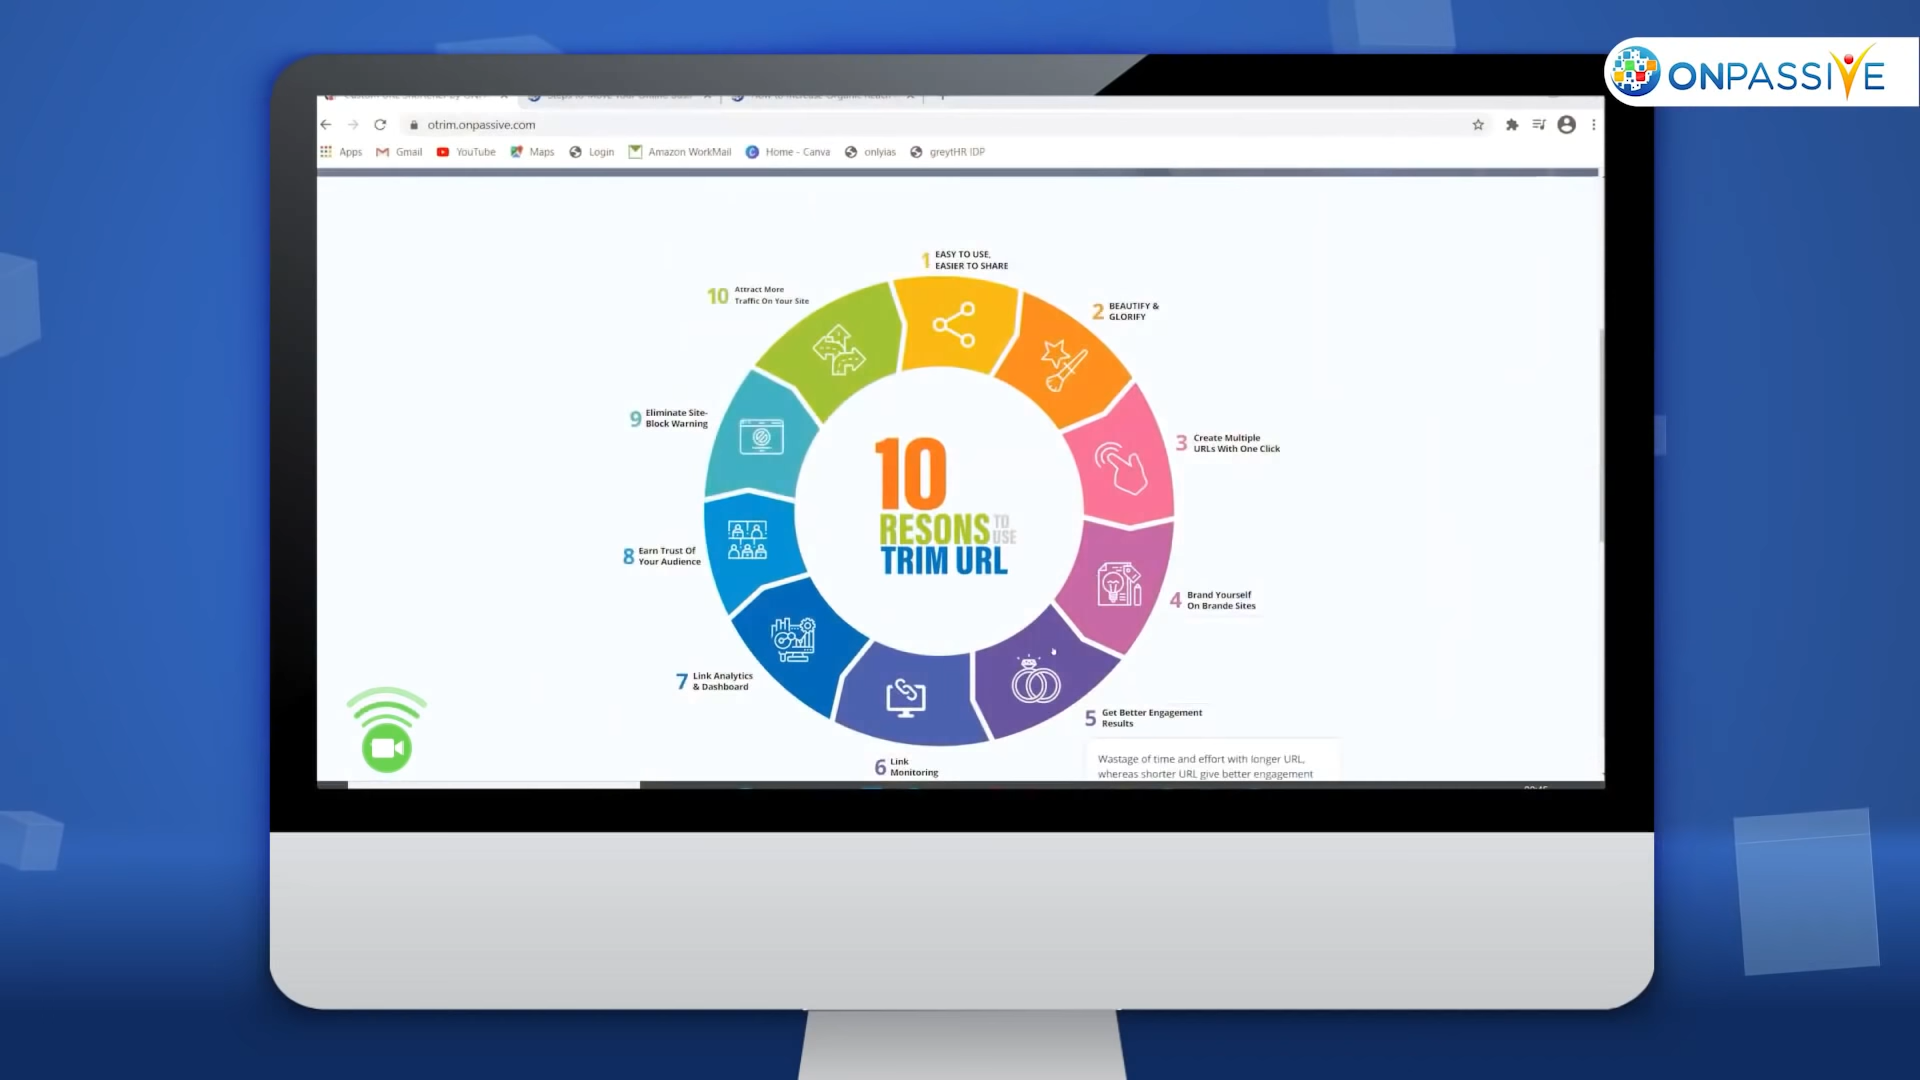 ONPASSIVE
otrim.onpassive.com
Apps Gmail YouTube Maps Login Amazon WorkMail Home - Canva onlyias greytHR IDP
1 EASY TO USE,
EASIER TO SHARE
2 BEAUTIFY &
GLORIFY
3 Create Multiple
URLs With One Click
4 Brand Yourself
On Brande Sites
5 Get Better Engagement
Results
Wastage of time and effort with longer URL,
whereas shorter URL give better engagement
6 Link
Monitoring
7 Link Analytics
& Dashboard
8 Earn Trust Of
Your Audience
9 Eliminate Site-
Block Warning
10 Attract More
Traffic On Your Site
10
RESONS TO USE
TRIM URL